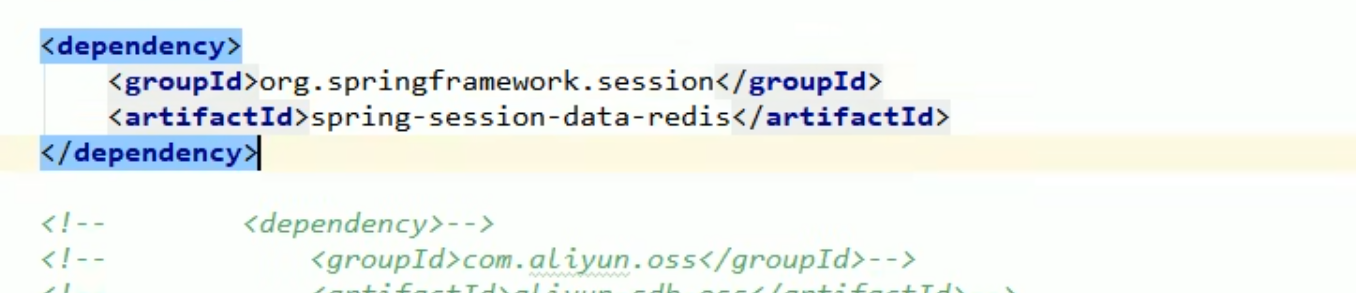 <dependency>
<groupId>org.springframework.session</groupId>
<artifactId>spring-session-data-redis</artifactId>
</dependency>
<!-- <dependency>-->
<!-- <groupId>com.aliyun.oss</groupId>-->